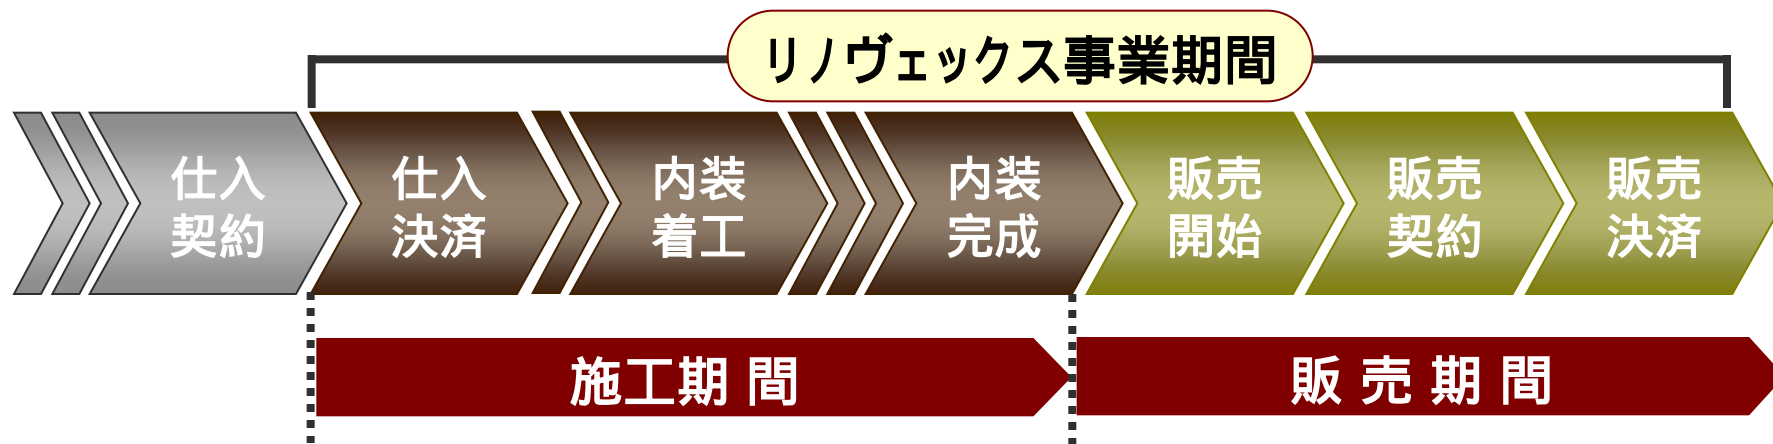 リノヴェックス事業期間
仕入
契約
仕入
決済
内装
着工
内装
完成
販売
開始
販売
契約
販売
決済
施工期 間
販 売 期 間